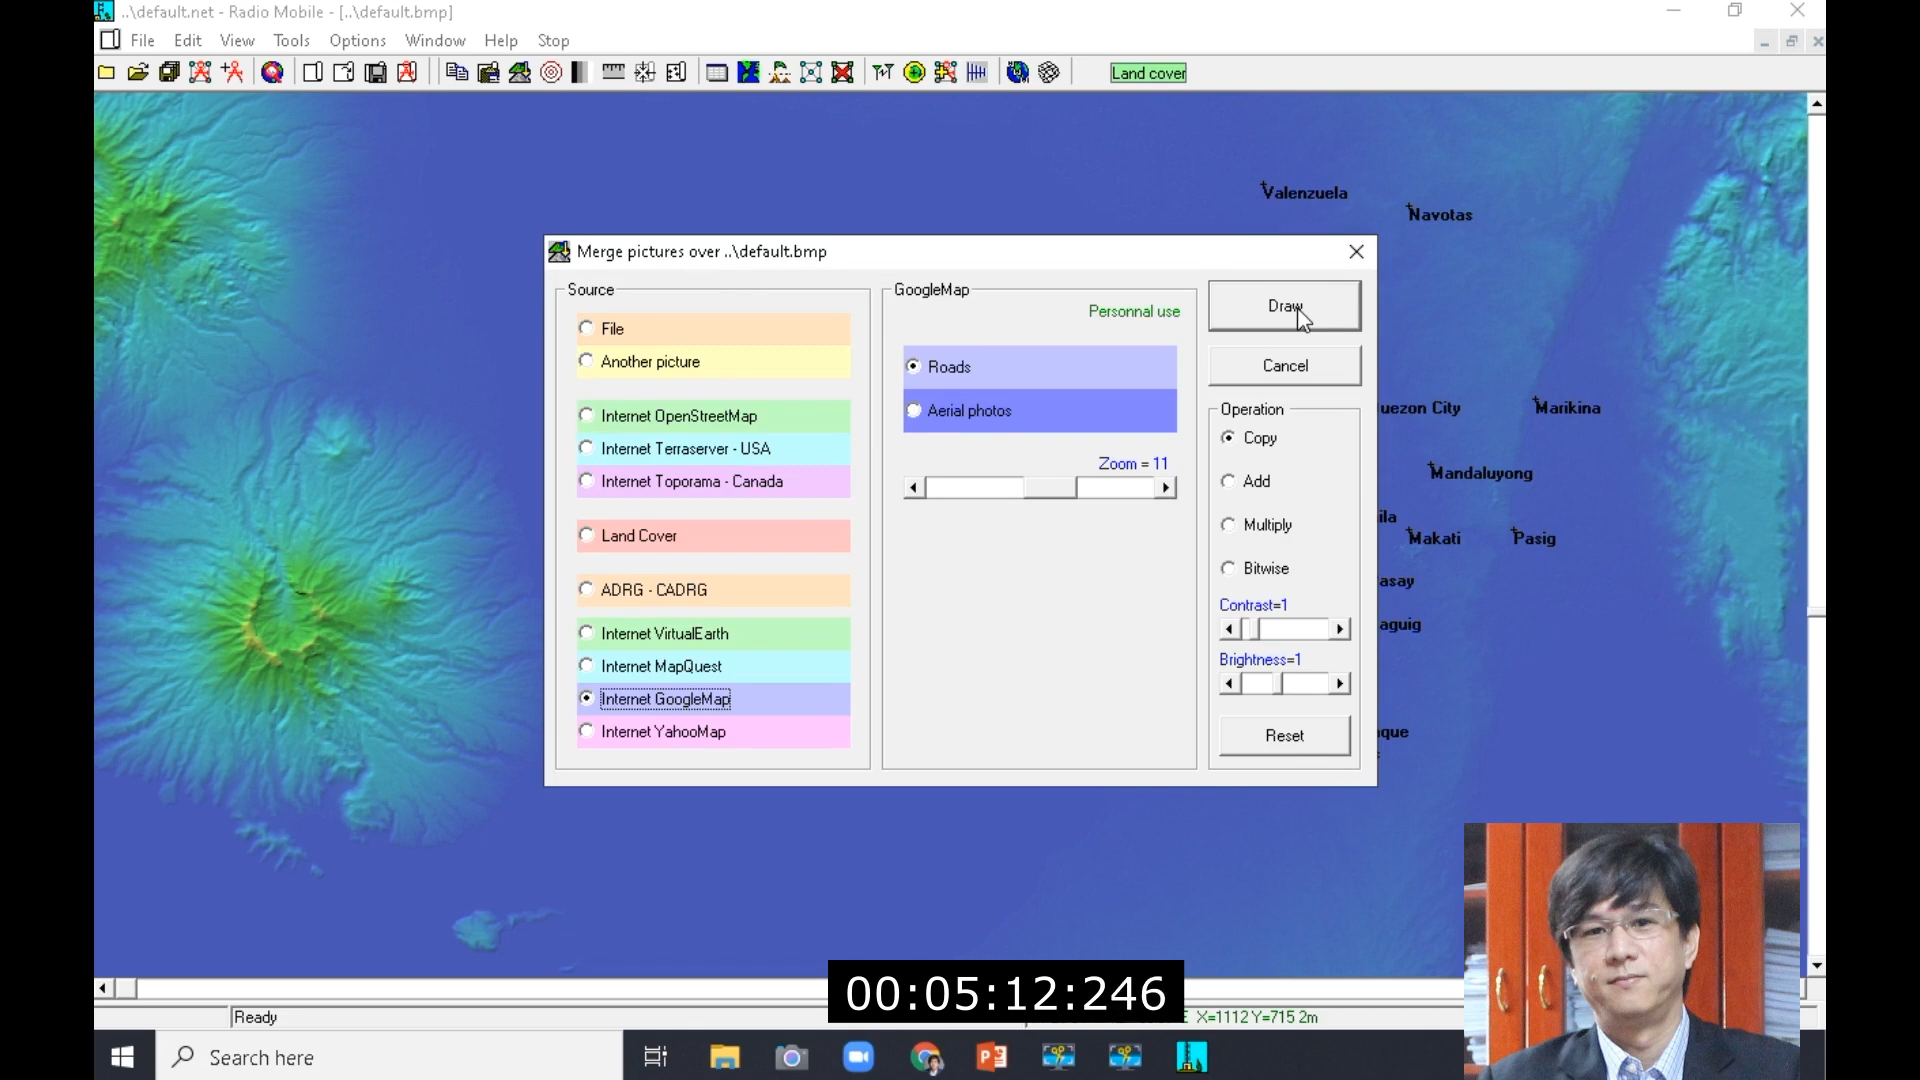 ..\default.net - Radio Mobile - [..\default.bmp]
File Edit View Tools Options Window Help Stop
Land cover
Valenzuela
Navotas
Merge pictures over ..\default.bmp
Source
File
Another picture
Internet OpenStreetMap
Internet Terraserver - USA
Internet Toporama - Canada
Land Cover
ADRG - CADRG
Internet VirtualEarth
Internet MapQuest
Internet GoogleMap
Internet YahooMap
GoogleMap
Personnal use
Roads
Aerial photos
Zoom = 11
Draw
Cancel
Operation
Copy
Add
Multiply
Bitwise
Contrast=1
Brightness=1
Reset
uezon City
Marikina
Mandaluyong
ila
Makati
Pasig
asay
aguig
que
00:05:12:246
Ready
E X=1112 Y=715 2m
Search here